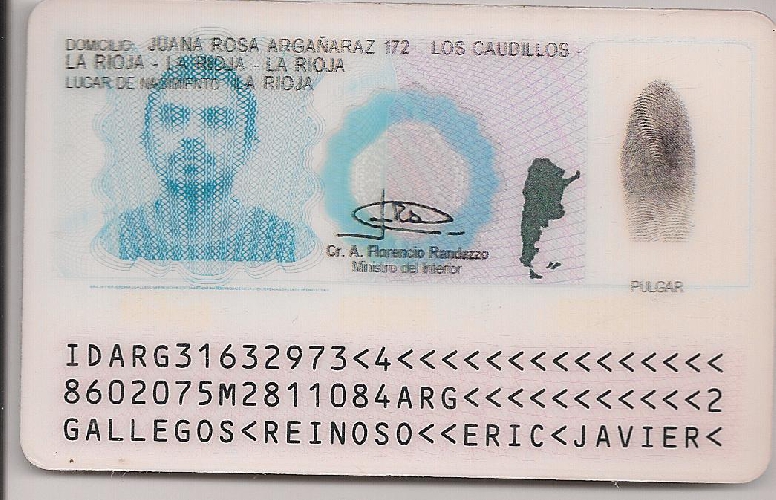 DOMICILIO: JUANA ROSA ARGAÑARAZ 172 LOS CAUDILLOS -
LA RIOJA - LA RIOJA - LA RIOJA
LUGAR DE NACIMIENTO: LA RIOJA
Cr. A. Florencio Randazzo
Ministro del Interior
PULGAR
IDARG31632973<4<<<<<<<<<<<<<<<
8602075M2811084ARG<<<<<<<<<<<2
GALLEGOS<REINOSO<<ERIC<JAVIER<